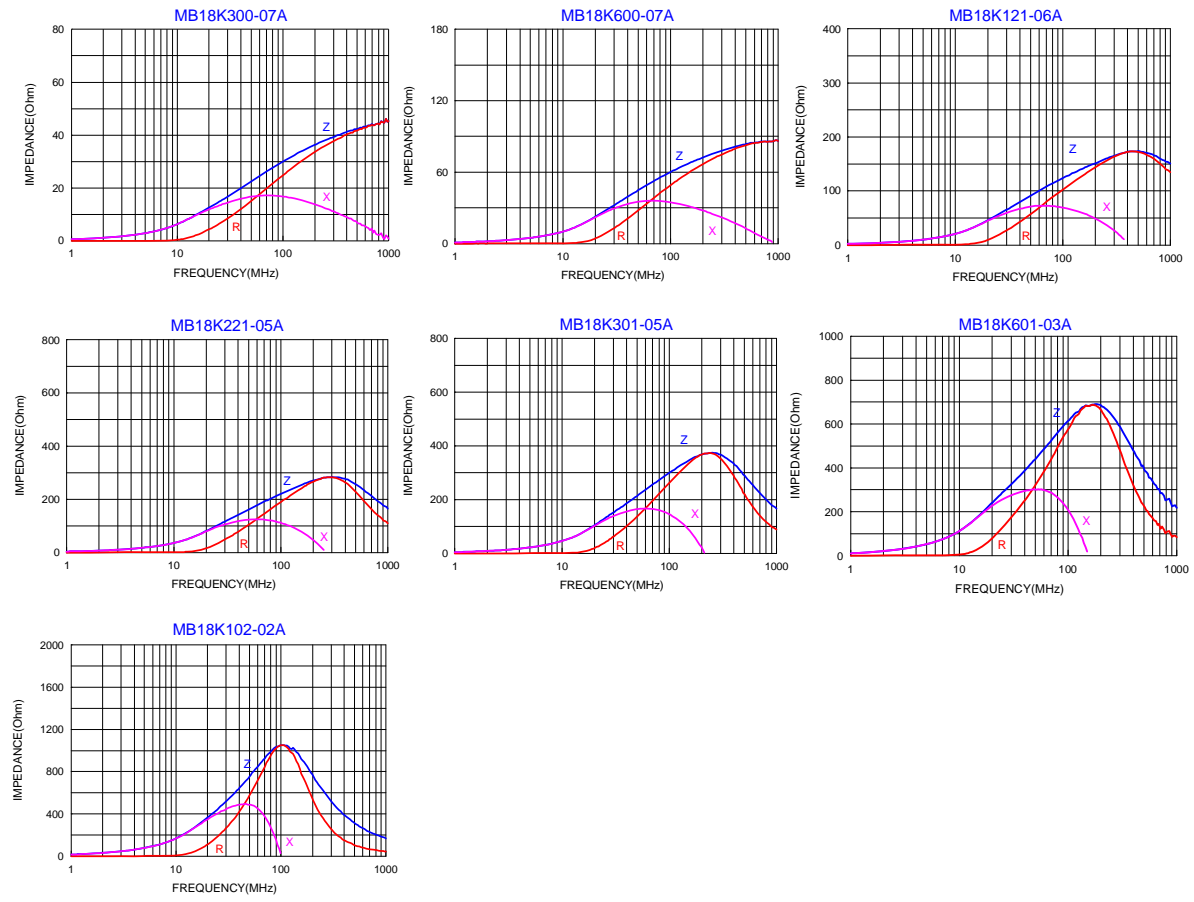 MB18K300-07A
80
60
40
20
0
1
10
100
1000
IMPEDANCE(Ohm)
FREQUENCY(MHz)
Z
X
R
MB18K600-07A
180
120
60
0
1
10
100
1000
IMPEDANCE(Ohm)
FREQUENCY(MHz)
Z
R
X
MB18K121-06A
400
300
200
100
0
1
10
100
1000
IMPEDANCE(Ohm)
FREQUENCY(MHz)
Z
X
R
MB18K221-05A
800
600
400
200
0
1
10
100
1000
IMPEDANCE(Ohm)
FREQUENCY(MHz)
Z
X
R
MB18K301-05A
800
600
400
200
0
1
10
100
1000
IMPEDANCE(Ohm)
FREQUENCY(MHz)
Z
X
R
MB18K601-03A
1000
800
600
400
200
0
1
10
100
1000
IMPEDANCE(Ohm)
FREQUENCY(MHz)
Z
X
R
MB18K102-02A
2000
1600
1200
800
400
0
1
10
100
1000
IMPEDANCE(Ohm)
FREQUENCY(MHz)
Z
R
X